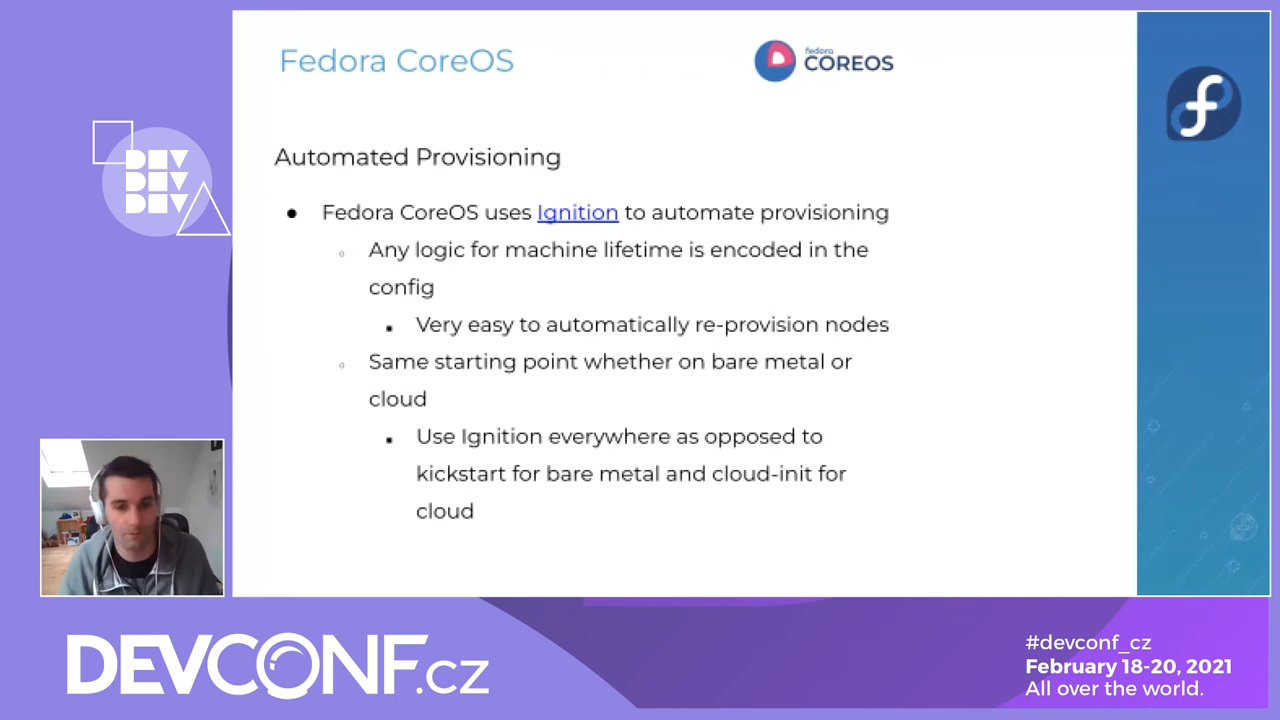 Fedora CoreOS
fedora
COREOS
DEV
DEV
DEV
Automated Provisioning
● Fedora CoreOS uses Ignition to automate provisioning
○ Any logic for machine lifetime is encoded in the
config
▪ Very easy to automatically re-provision nodes
○ Same starting point whether on bare metal or
cloud
▪ Use Ignition everywhere as opposed to
kickstart for bare metal and cloud-init for
cloud
DEVCONF.cz
#devconf_cz
February 18-20, 2021
All over the world.